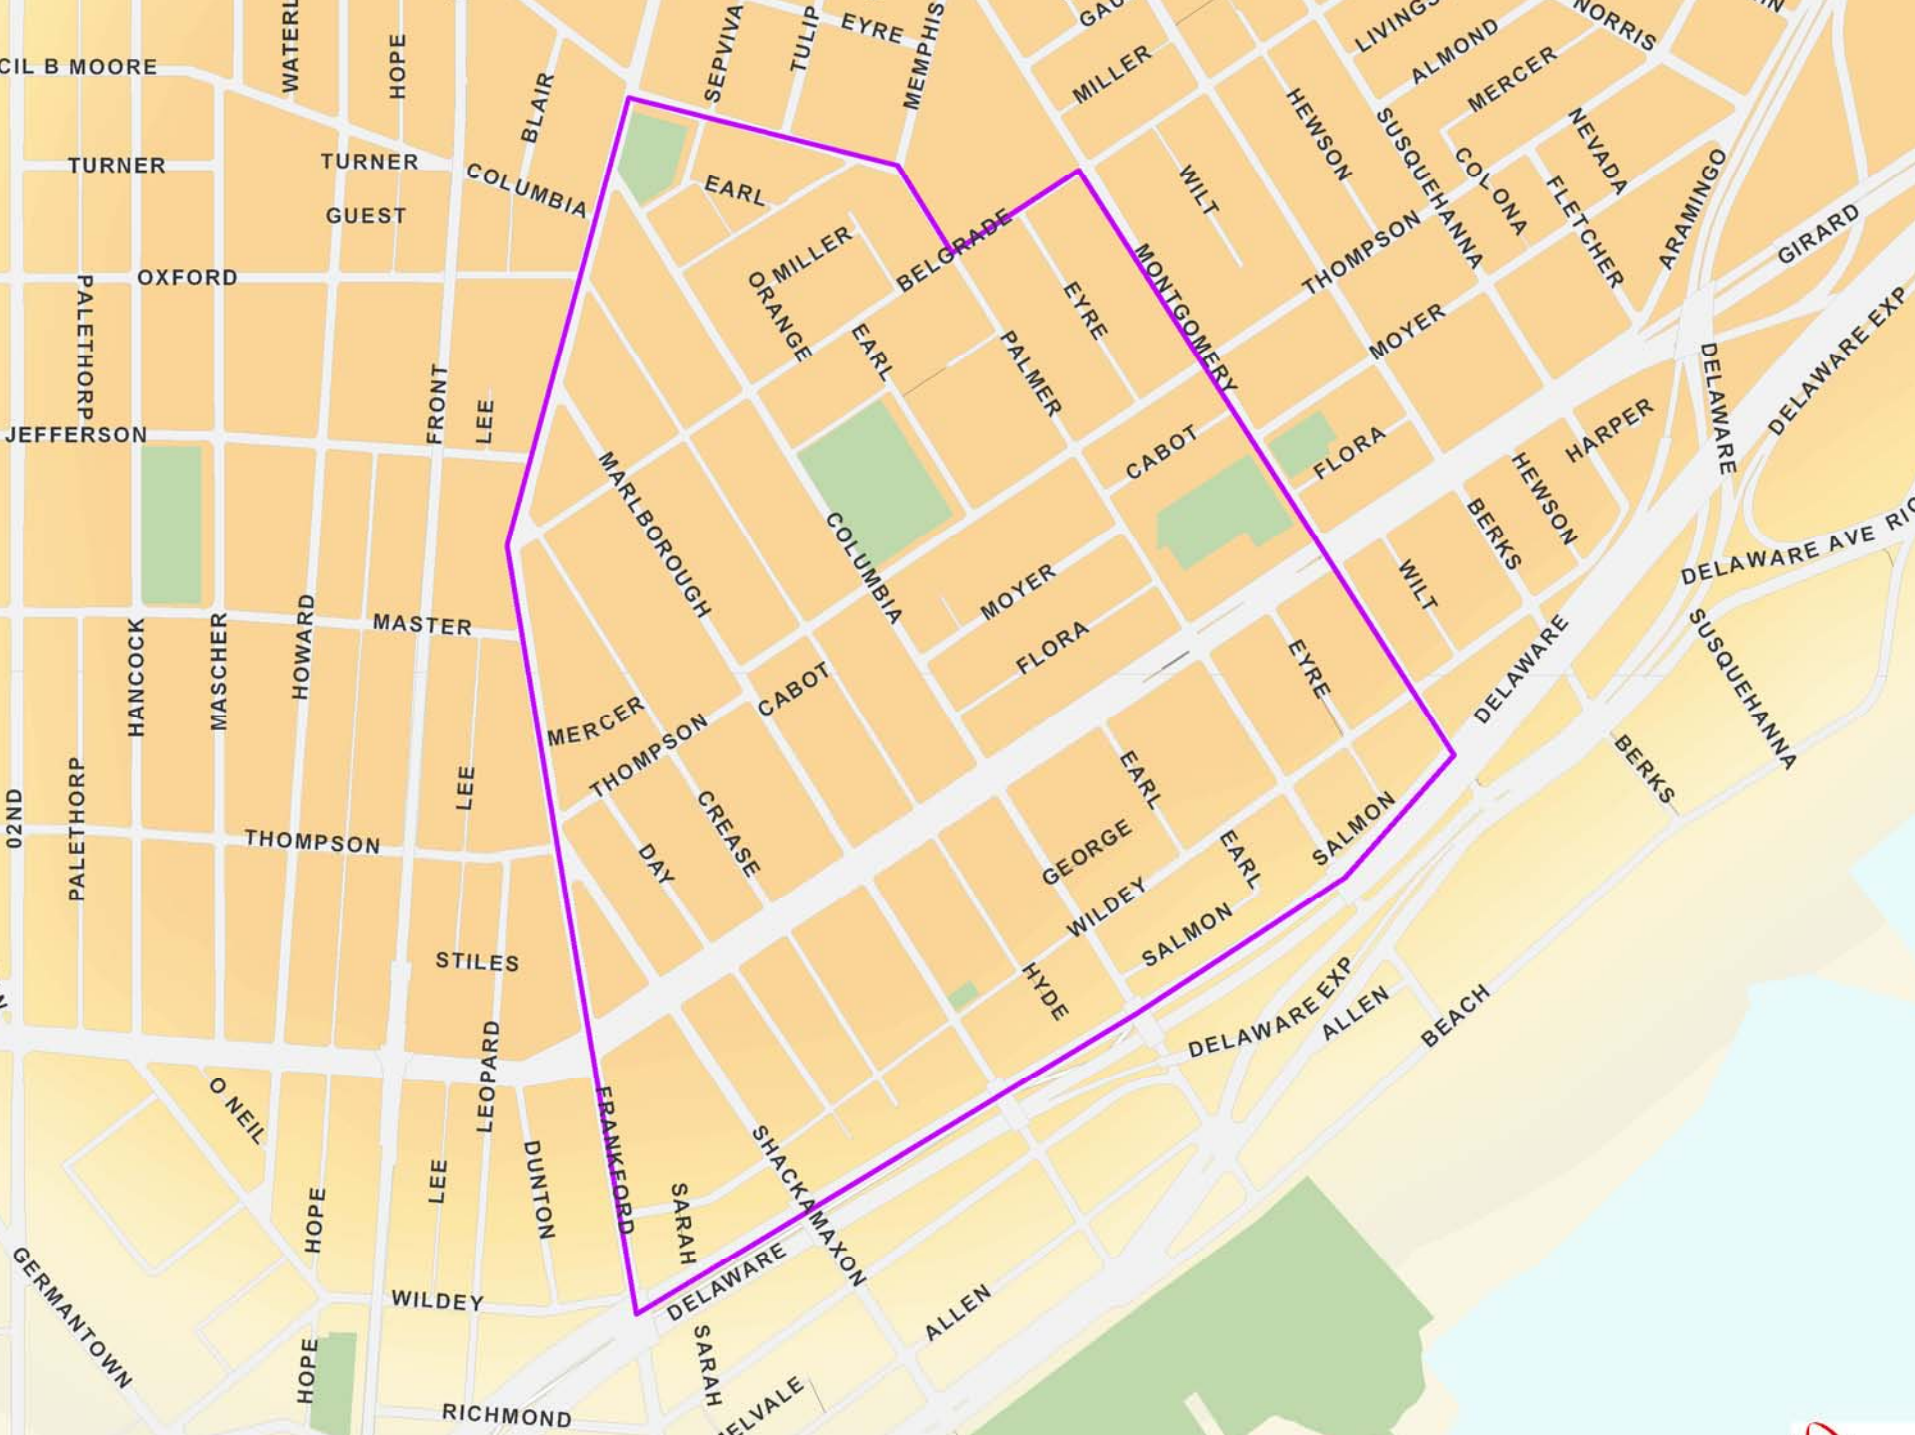 WATERL
HOPE
SEPVIVA
TULIP
EYRE
MEMPHIS
GAU
LIVINGS
NORRIS
IN
ALMOND
MILLER
MERCER
CIL B MOORE
BLAIR
HEWSON
SUSQUEHANNA
NEVADA
TURNER
TURNER
COLUMBIA
EARL
WILT
COLONA
FLETCHER
ARAMINGO
GUEST
GIRARD
O MILLER
BELGRADE
THOMPSON
MONTGOMERY
OXFORD
PALETHORP
ORANGE
EYRE
MOYER
DELAWARE EXP
EARL
PALMER
DELAWARE
FRONT
LEE
JEFFERSON
CABOT
FLORA
HARPER
MARLBOROUGH
HEWSON
BERKS
DELAWARE AVE
RIC
COLUMBIA
MOYER
WILT
MASTER
HOWARD
HANCOCK
MASCHER
FLORA
EYRE
DELAWARE
SUSQUEHANNA
CABOT
MERCER
THOMPSON
BERKS
02ND
PALETHORP
LEE
CREASE
EARL
THOMPSON
DAY
GEORGE
EARL
SALMON
WILDEY
SALMON
STILES
HYDE
DELAWARE EXP
ALLEN
BEACH
N
LEOPARD
O NEIL
FRANKFORD
DUNTON
SHACKAMAXON
HOPE
LEE
SARAH
DELAWARE
GERMANTOWN
WILDEY
ALLEN
HOPE
SARAH
RICHMOND
ELVALE